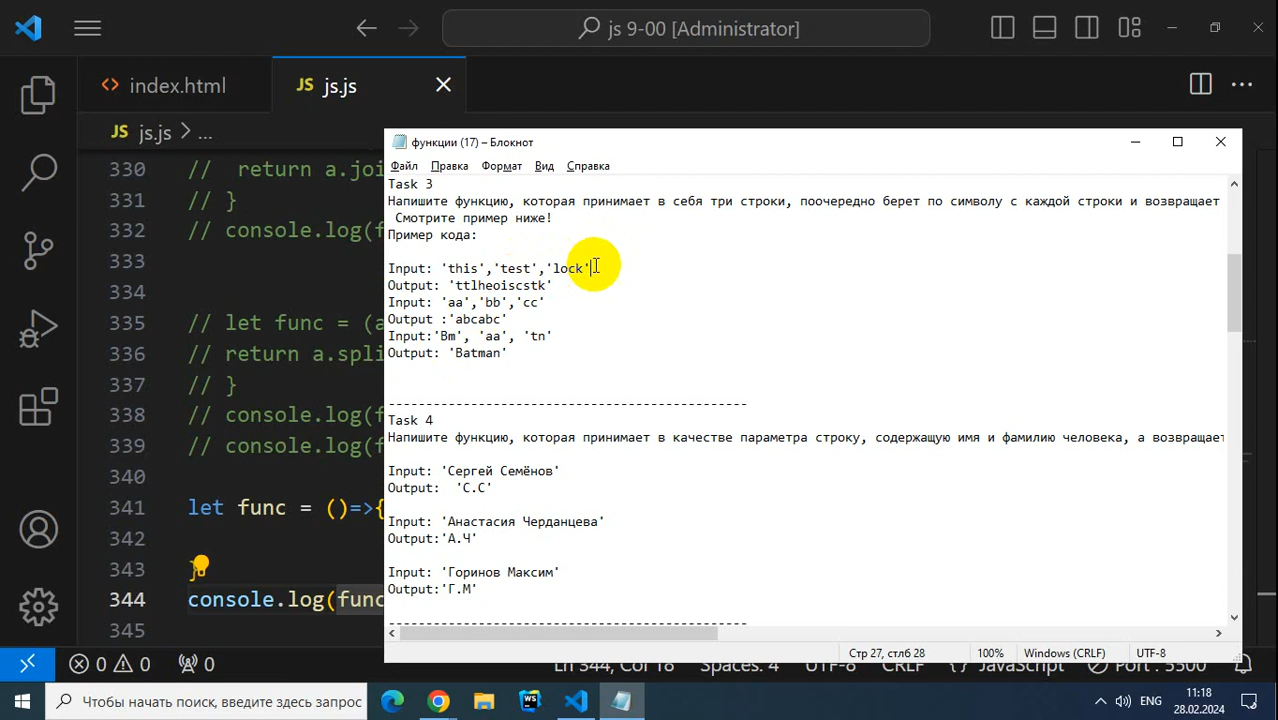 js 9-00 [Administrator]
index.html
JS js.js
JS js.js > ...
330 // return a.joi
331 // }
332 // console.log(f
333
334
335 // let func = (a
336 // return a.spli
337 // }
338 // console.log(f
339 // console.log(f
340
341 let func = ()=>{
342
343 }
344 console.log(func
345
функции (17) – Блокнот
Файл Правка Формат Вид Справка
Task 3
Напишите функцию, которая принимает в себя три строки, поочередно берет по символу с каждой строки и возвращает
Смотрите пример ниже!
Пример кода:
Input: 'this','test','lock'
Output: 'ttlheoiscstk'
Input: 'aa','bb','cc'
Output :'abcabc'
Input:'Bm', 'aa', 'tn'
Output: 'Batman'
-----------------------------------------------
Task 4
Напишите функцию, которая принимает в качестве параметра строку, содержащую имя и фамилию человека, а возвращает
Input: 'Сергей Семёнов'
Output: 'С.С'
Input: 'Анастасия Черданцева'
Output:'А.Ч'
Input: 'Горинов Максим'
Output:'Г.М'
-----------------------------------------------
Стр 27, стлб 28 100% Windows (CRLF) UTF-8
0 0 0 Ln 344, Col 18 Spaces: 4 UTF-8 CRLF {} JavaScript Port : 5500
Чтобы начать поиск, введите здесь запрос
WS
ENG
11:18
28.02.2024